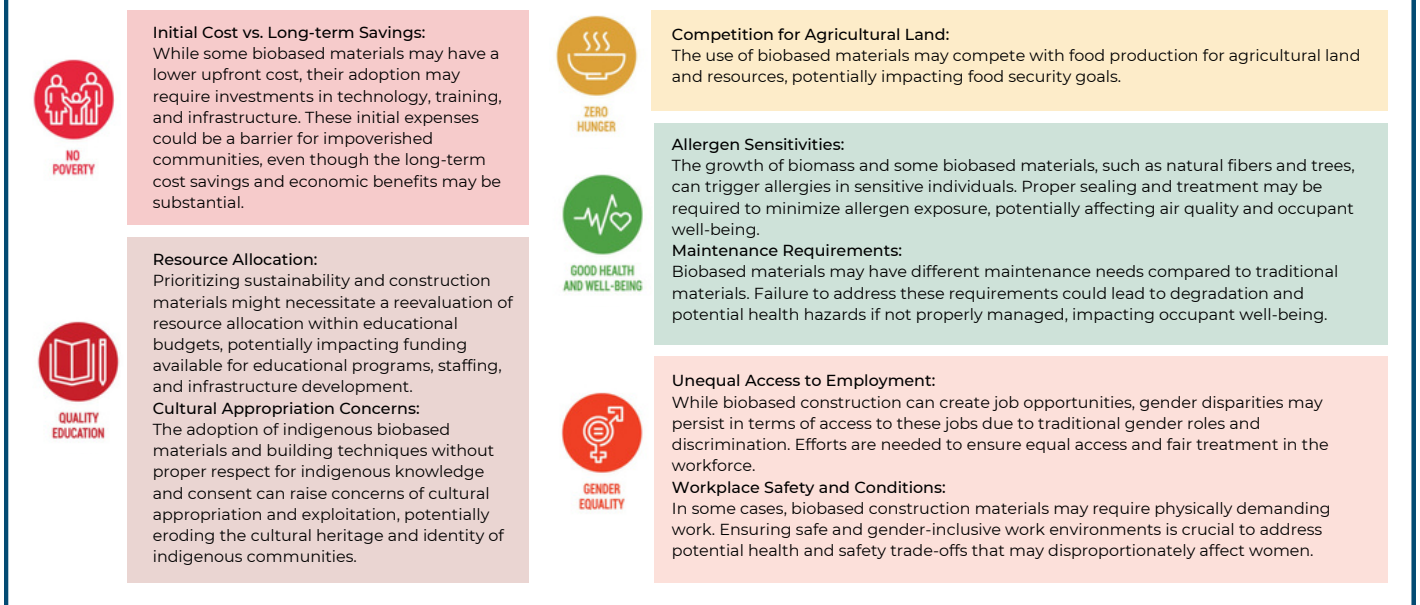 NO
POVERTY
Initial Cost vs. Long-term Savings:
While some biobased materials may have a
lower upfront cost, their adoption may
require investments in technology, training,
and infrastructure. These initial expenses
could be a barrier for impoverished
communities, even though the long-term
cost savings and economic benefits may be
substantial.
QUALITY
EDUCATION
Resource Allocation:
Prioritizing sustainability and construction
materials might necessitate a reevaluation of
resource allocation within educational
budgets, potentially impacting funding
available for educational programs, staffing,
and infrastructure development.
Cultural Appropriation Concerns:
The adoption of indigenous biobased
materials and building techniques without
proper respect for indigenous knowledge
and consent can raise concerns of cultural
appropriation and exploitation, potentially
eroding the cultural heritage and identity of
indigenous communities.
ZERO
HUNGER
Competition for Agricultural Land:
The use of biobased materials may compete with food production for agricultural land
and resources, potentially impacting food security goals.
GOOD HEALTH
AND WELL-BEING
Allergen Sensitivities:
The growth of biomass and some biobased materials, such as natural fibers and trees,
can trigger allergies in sensitive individuals. Proper sealing and treatment may be
required to minimize allergen exposure, potentially affecting air quality and occupant
well-being.
Maintenance Requirements:
Biobased materials may have different maintenance needs compared to traditional
materials. Failure to address these requirements could lead to degradation and
potential health hazards if not properly managed, impacting occupant well-being.
GENDER
EQUALITY
Unequal Access to Employment:
While biobased construction can create job opportunities, gender disparities may
persist in terms of access to these jobs due to traditional gender roles and
discrimination. Efforts are needed to ensure equal access and fair treatment in the
workforce.
Workplace Safety and Conditions:
In some cases, biobased construction materials may require physically demanding
work. Ensuring safe and gender-inclusive work environments is crucial to address
potential health and safety trade-offs that may disproportionately affect women.